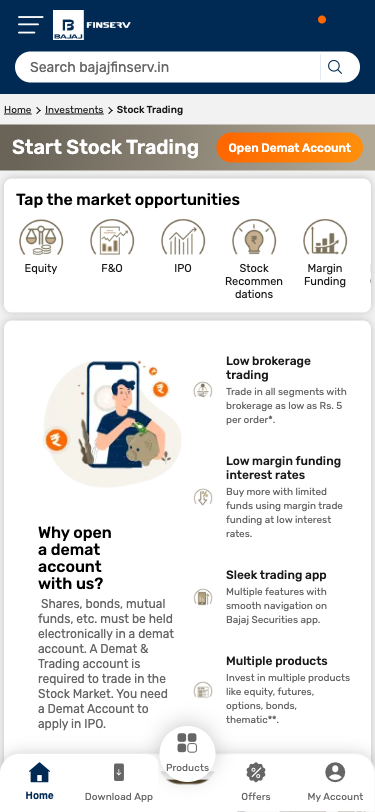 BAJAJ FINSERV
Search bajajfinserv.in
Home > Investments > Stock Trading
Start Stock Trading
Open Demat Account
Tap the market opportunities
Equity
F&O
IPO
Stock
Recommen
dations
Margin
Funding
Low brokerage
trading
Trade in all segments with
brokerage as low as Rs. 5
per order*.
Low margin funding
interest rates
Buy more with limited
funds using margin trade
funding at low interest
rates.
Sleek trading app
Multiple features with
smooth navigation on
Bajaj Securities app.
Multiple products
Invest in multiple products
like equity, futures,
options, bonds,
thematic**.
Why open
a demat
account
with us?
Shares, bonds, mutual
funds, etc. must be held
electronically in a demat
account. A Demat &
Trading account is
required to trade in the
Stock Market. You need
a Demat Account to
apply in IPO.
Home
Download App
Products
Offers
My Account